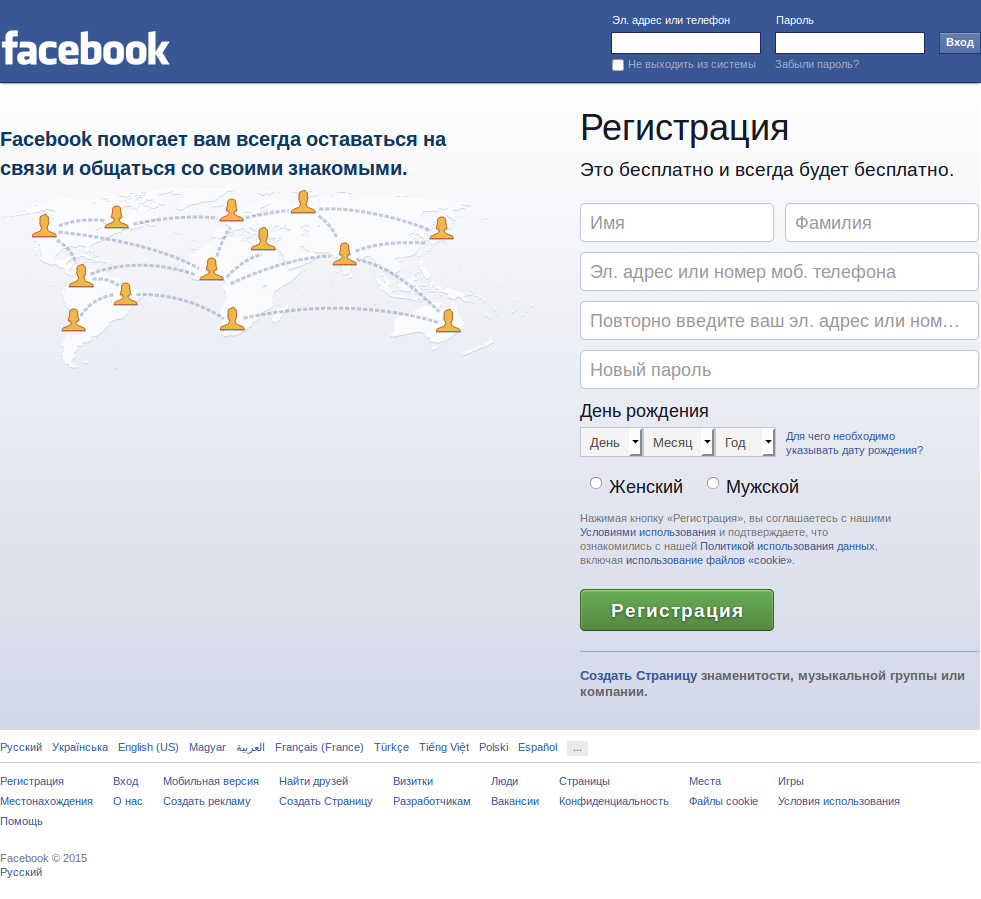 facebook
Эл. адрес или телефон
Пароль
Вход
Не выходить из системы
Забыли пароль?
Facebook помогает вам всегда оставаться на
связи и общаться со своими знакомыми.
Регистрация
Это бесплатно и всегда будет бесплатно.
Имя
Фамилия
Эл. адрес или номер моб. телефона
Повторно введите ваш эл. адрес или ном…
Новый пароль
День рождения
День
Месяц
Год
Для чего необходимо
указывать дату рождения?
Женский
Мужской
Нажимая кнопку «Регистрация», вы соглашаетесь с нашими
Условиями использования и подтверждаете, что
ознакомились с нашей Политикой использования данных,
включая использование файлов «cookie».
Регистрация
Создать Страницу знаменитости, музыкальной группы или
компании.
Русский Українська English (US) Magyar العربية Français (France) Türkçe Tiếng Việt Polski Español ...
Регистрация Вход Мобильная версия Найти друзей Визитки Люди Страницы Места Игры
Местонахождения О нас Создать рекламу Создать Страницу Разработчикам Вакансии Конфиденциальность Файлы cookie Условия использования
Помощь
Facebook © 2015
Русский